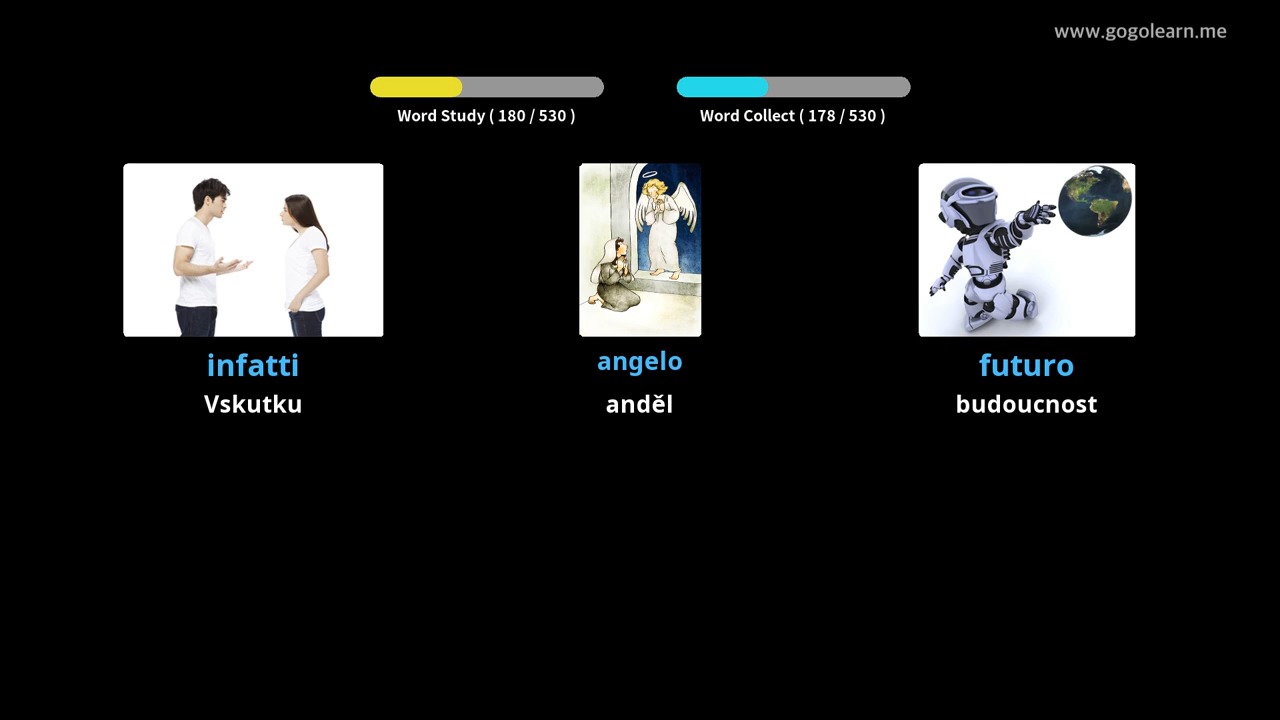 www.gogolearn.me
Word Study ( 180 / 530 )
Word Collect ( 178 / 530 )
infatti
Vskutku
angelo
anděl
futuro
budoucnost